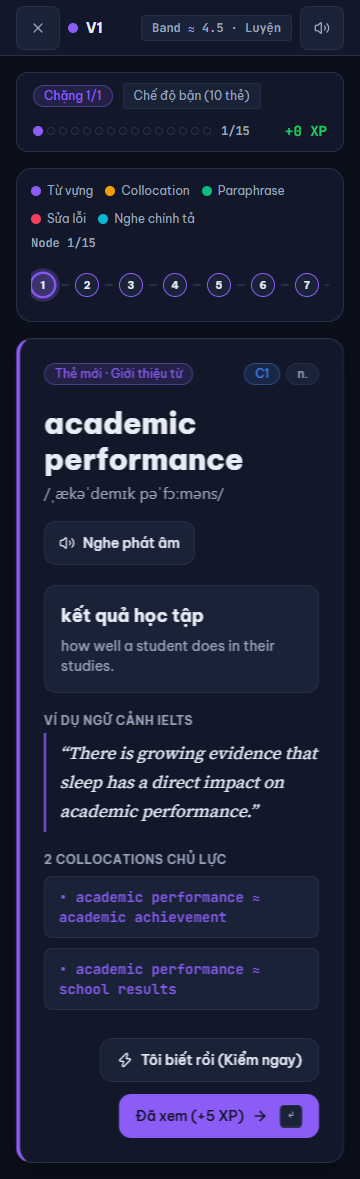 V1
Band ≈ 4.5 · Luyện
Chặng 1/1
Chế độ bận (10 thẻ)
1/15
+0 XP
Từ vựng
Collocation
Paraphrase
Sửa lỗi
Nghe chính tả
Node 1/15
1 2 3 4 5 6 7
Thẻ mới · Giới thiệu từ
C1
n.
academic
performance
/ˌækəˈdemɪk pəˈfɔːməns/
Nghe phát âm
kết quả học tập
how well a student does in their
studies.
VÍ DỤ NGỮ CẢNH IELTS
“There is growing evidence that
sleep has a direct impact on
academic performance.”
2 COLLOCATIONS CHỦ LỰC
• academic performance ≈
academic achievement
• academic performance ≈
school results
Tôi biết rồi (Kiểm ngay)
Đã xem (+5 XP) → ↵